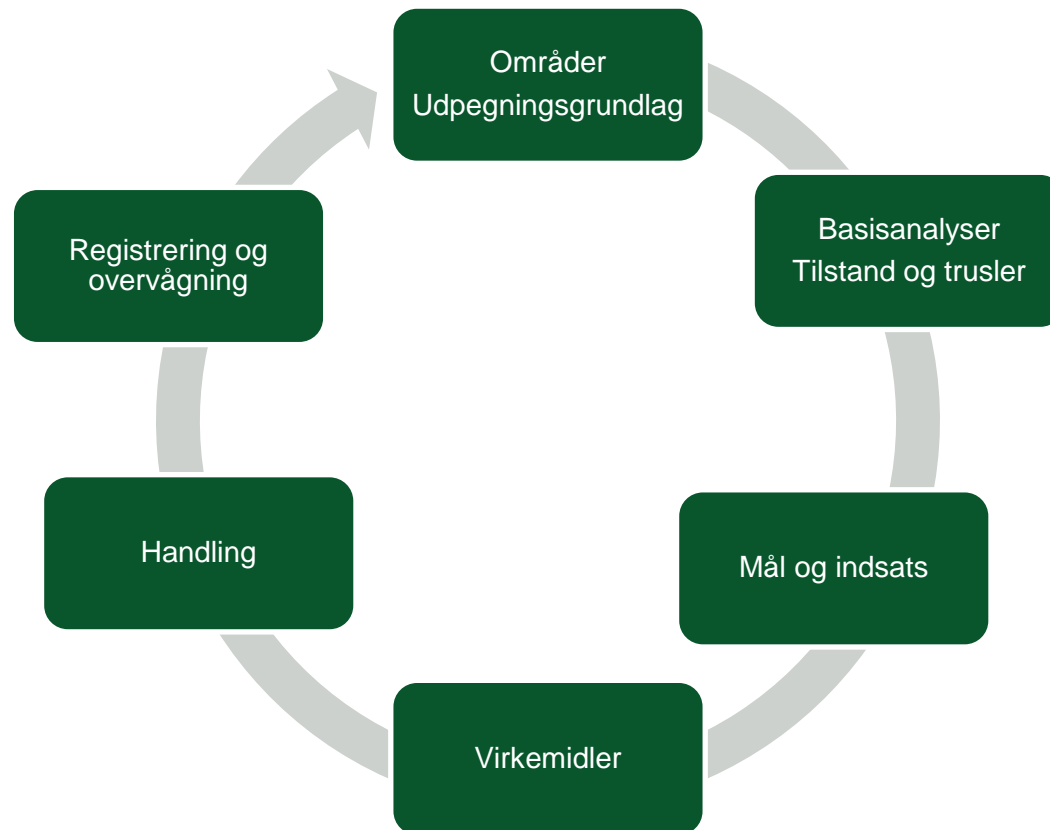 Områder
Udpegningsgrundlag
Basisanalyser
Tilstand og trusler
Mål og indsats
Virkemidler
Handling
Registrering og
overvågning